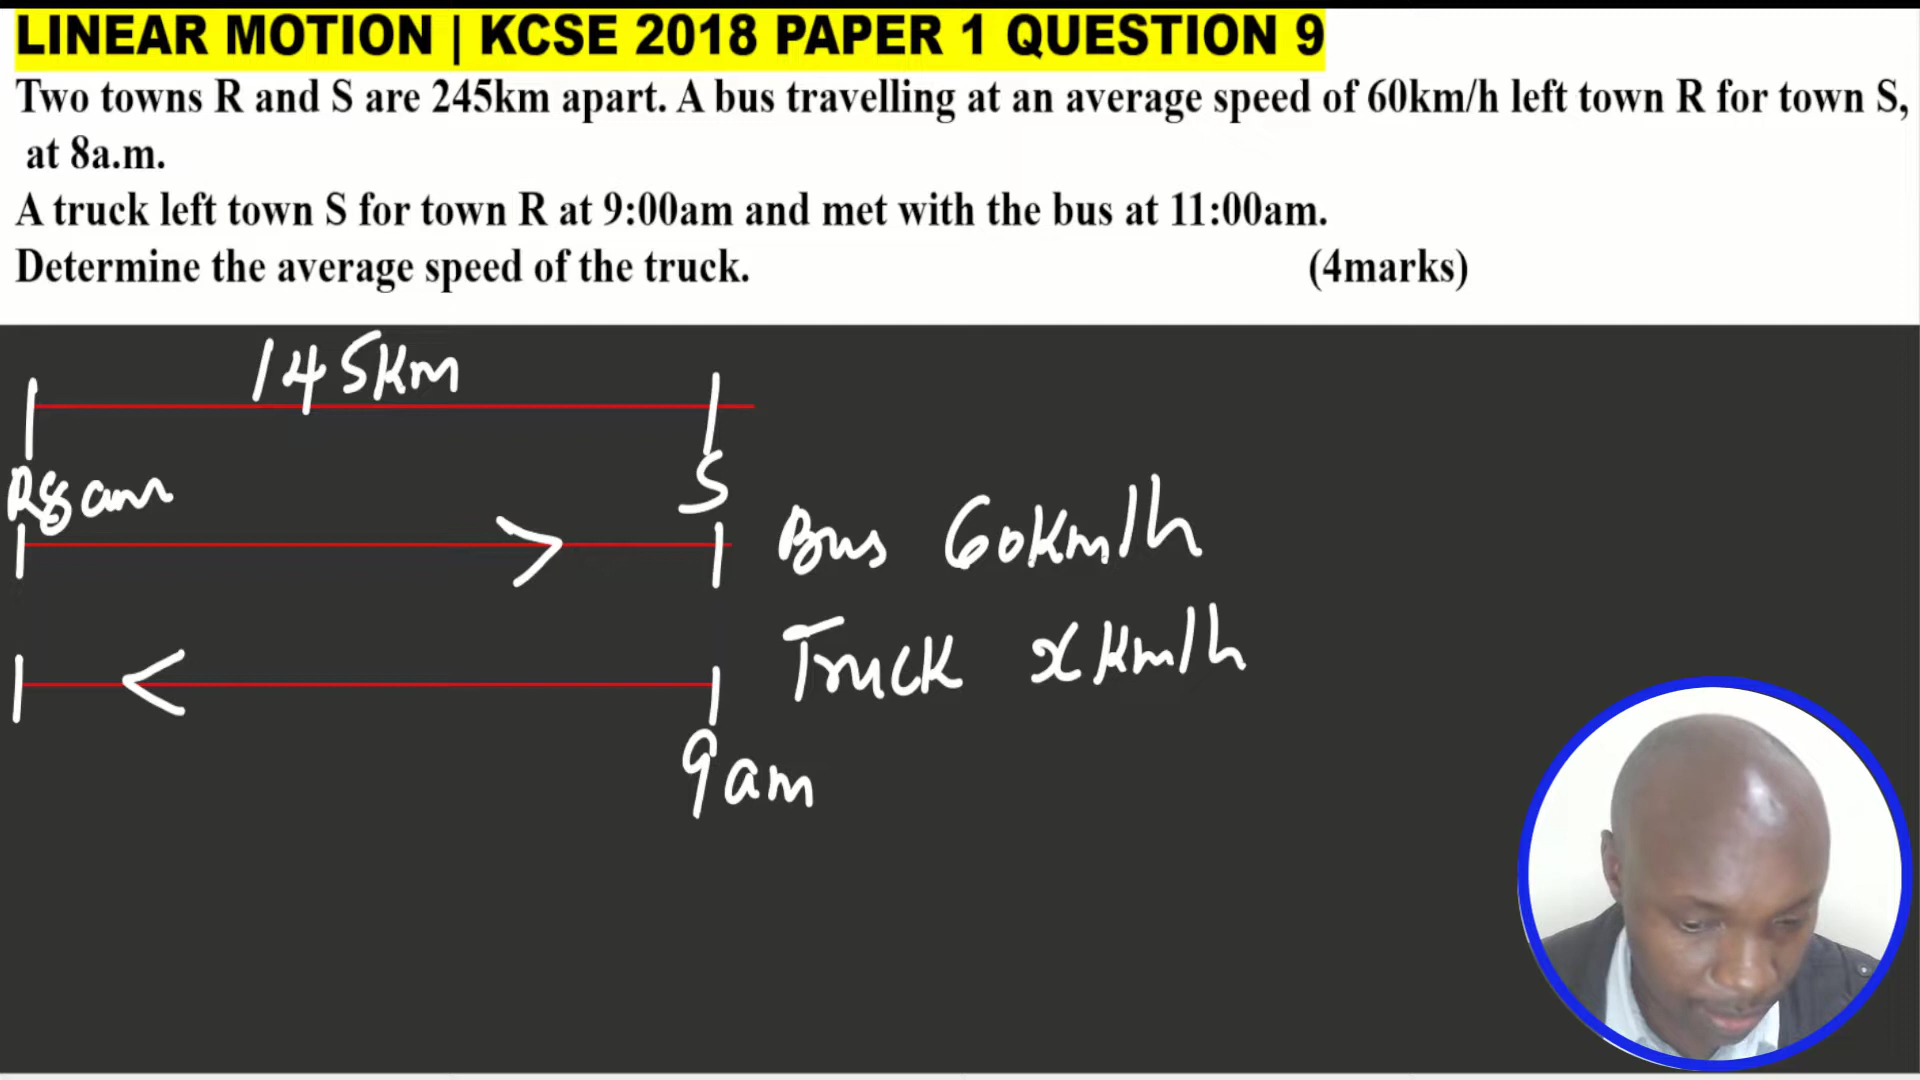 LINEAR MOTION | KCSE 2018 PAPER 1 QUESTION 9
Two towns R and S are 245km apart. A bus travelling at an average speed of 60km/h left town R for town S,
at 8a.m.
A truck left town S for town R at 9:00am and met with the bus at 11:00am.
Determine the average speed of the truck. (4marks)
145km
R 8am S
Bus 60km/h
Truck x km/h
9am